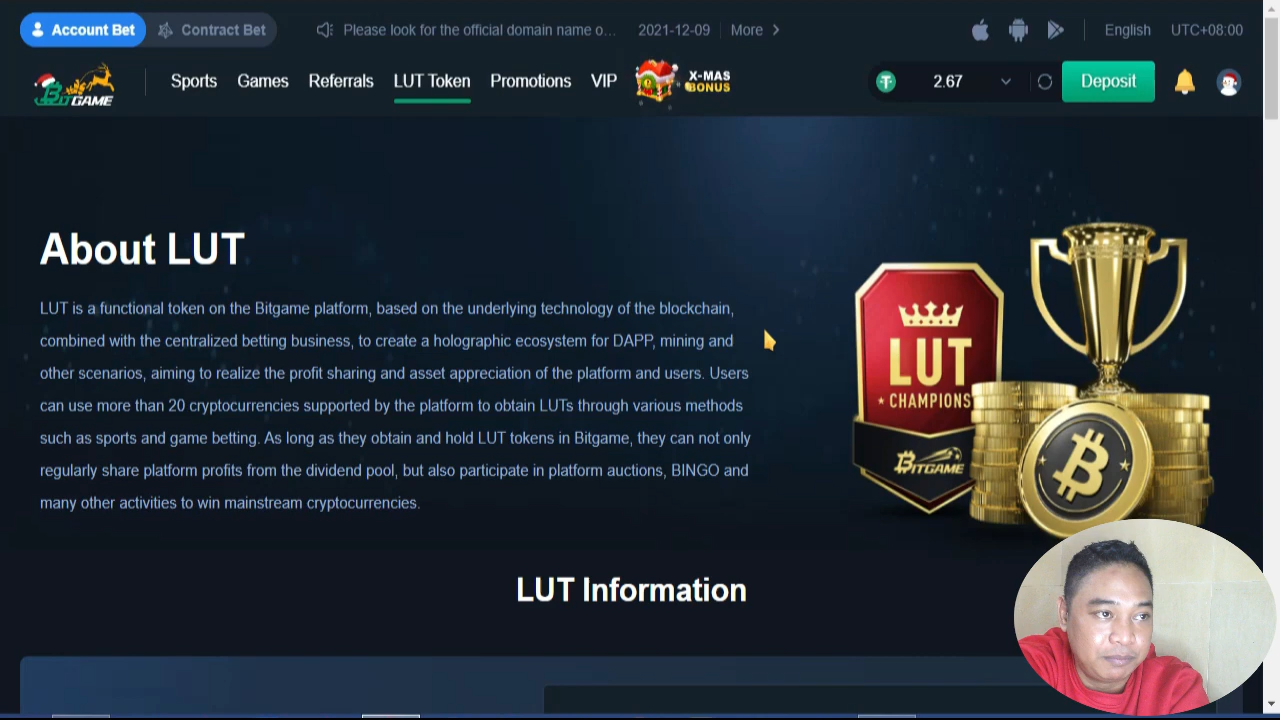 Account Bet
Contract Bet
Please look for the official domain name o...
2021-12-09
More
English
UTC+08:00
BITGAME
Sports
Games
Referrals
LUT Token
Promotions
VIP
X-MAS
BONUS
2.67
Deposit
About LUT
LUT is a functional token on the Bitgame platform, based on the underlying technology of the blockchain,
combined with the centralized betting business, to create a holographic ecosystem for DAPP, mining and
other scenarios, aiming to realize the profit sharing and asset appreciation of the platform and users. Users
can use more than 20 cryptocurrencies supported by the platform to obtain LUTs through various methods
such as sports and game betting. As long as they obtain and hold LUT tokens in Bitgame, they can not only
regularly share platform profits from the dividend pool, but also participate in platform auctions, BINGO and
many other activities to win mainstream cryptocurrencies.
LUT
CHAMPIONS
BITGAME
LUT Information